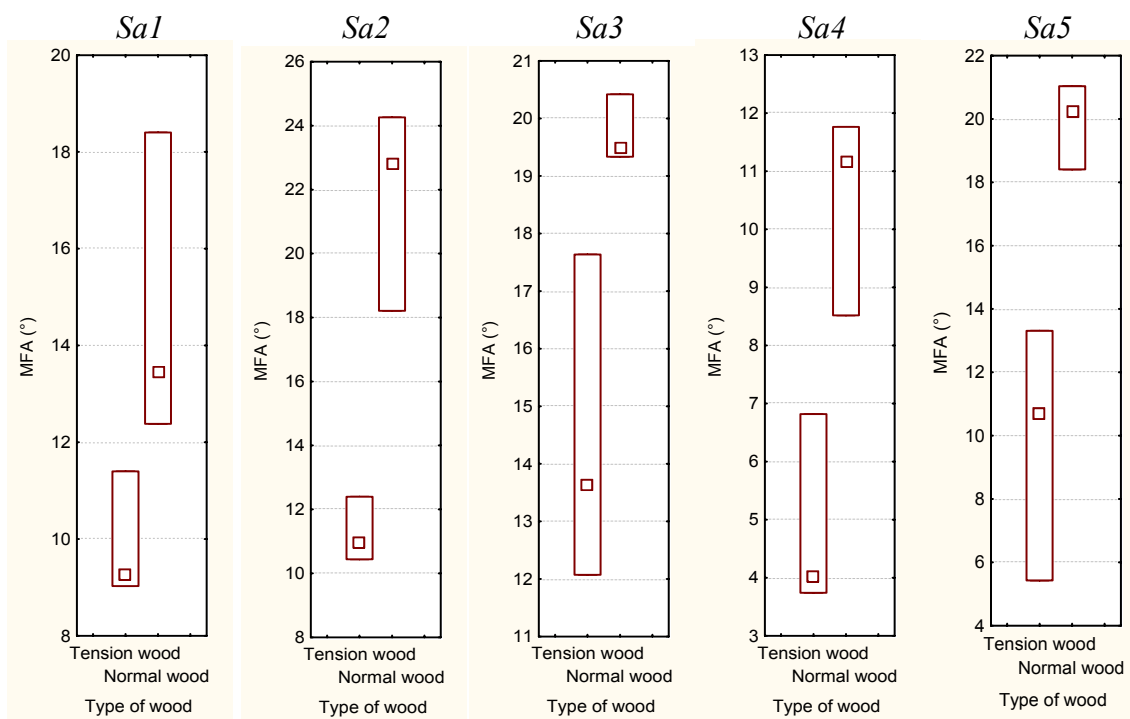 Sa1
20
18
16
14
12
10
8
MFA (°)
Tension wood
Normal wood
Type of wood
Sa2
26
24
22
20
18
16
14
12
10
8
MFA (°)
Tension wood
Normal wood
Type of wood
Sa3
21
20
19
18
17
16
15
14
13
12
11
MFA (°)
Tension wood
Normal wood
Type of wood
Sa4
13
12
11
10
9
8
7
6
5
4
3
MFA (°)
Tension wood
Normal wood
Type of wood
Sa5
22
20
18
16
14
12
10
8
6
4
MFA (°)
Tension wood
Normal wood
Type of wood